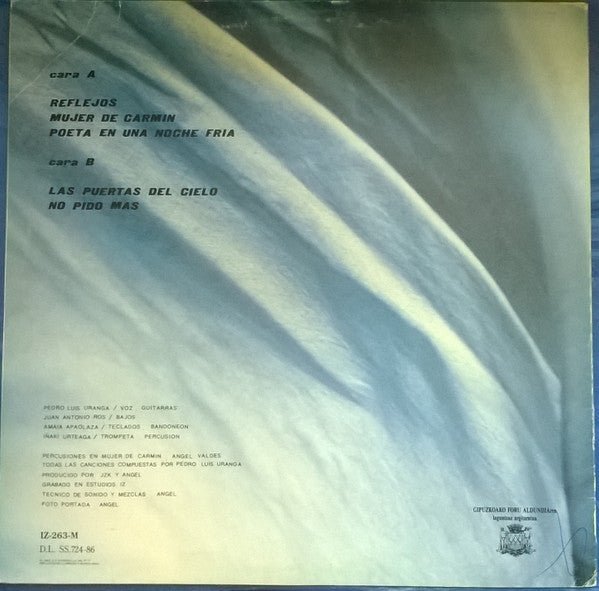 cara A
REFLEJOS
MUJER DE CARMIN
POETA EN UNA NOCHE FRIA
cara B
LAS PUERTAS DEL CIELO
NO PIDO MAS
PEDRO LUIS URANGA / VOZ GUITARRAS
JUAN ANTONIO ROS / BAJOS
AMAIA APAOLAZA / TECLADOS BANDONEON
IÑAKI URTEAGA / TROMPETA PERCUSION
PERCUSIONES EN MUJER DE CARMIN ANGEL VALDES
TODAS LAS CANCIONES COMPUESTAS POR PEDRO LUIS URANGA
PRODUCIDO POR JZK Y ANGEL
GRABADO EN ESTUDIOS IZ
TECNICO DE SONIDO Y MEZCLAS ANGEL
FOTO PORTADA ANGEL
IZ-263-M
D.L. SS.724-86
GIPUZKOAKO FORU ALDUNDIAren
laguntzaz argitaratua